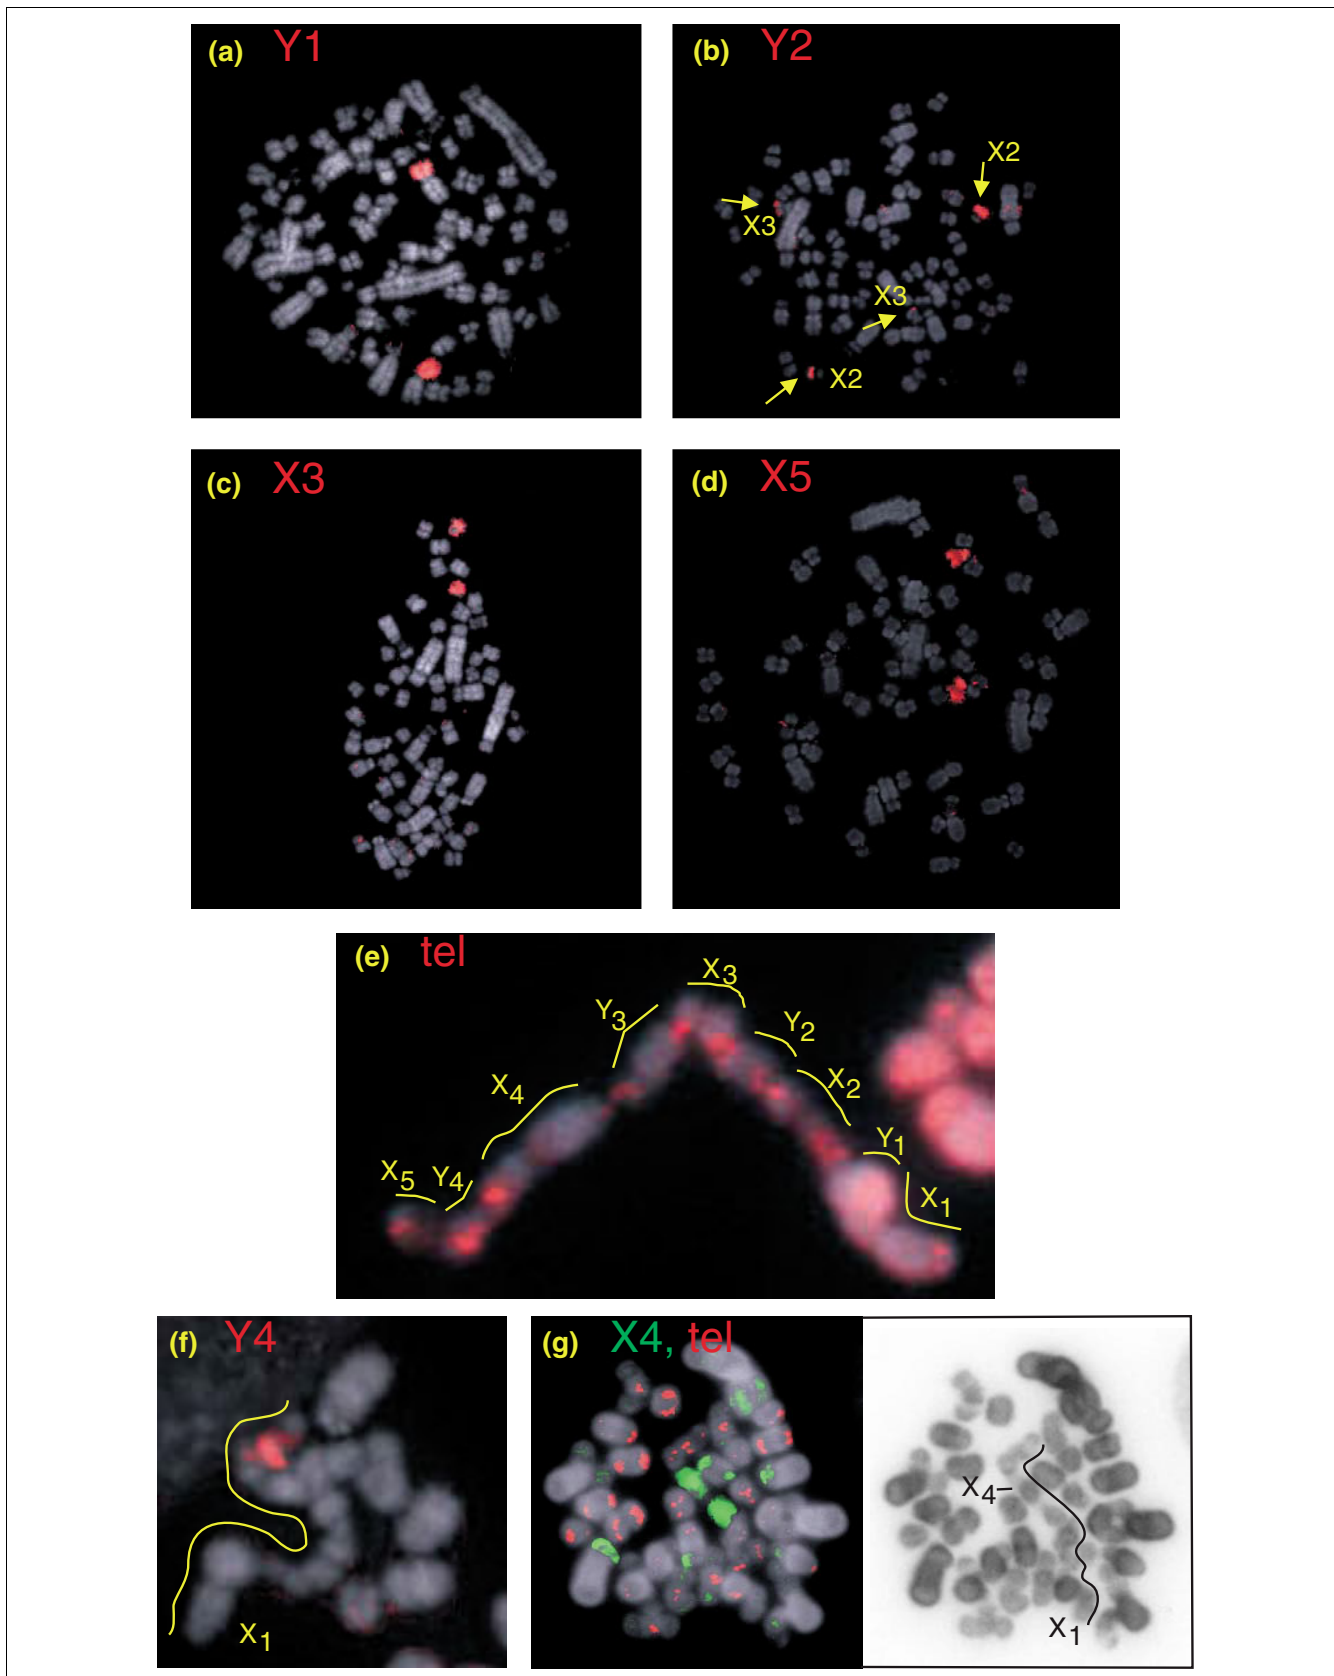 (a) Y1
(b) Y2
X2
X3
X3
X2
(c) X3
(d) X5
(e) tel
X3
Y3
Y2
X4
X2
Y1
X5
Y4
X1
(f) Y4
X1
(g) X4, tel
X4
X1